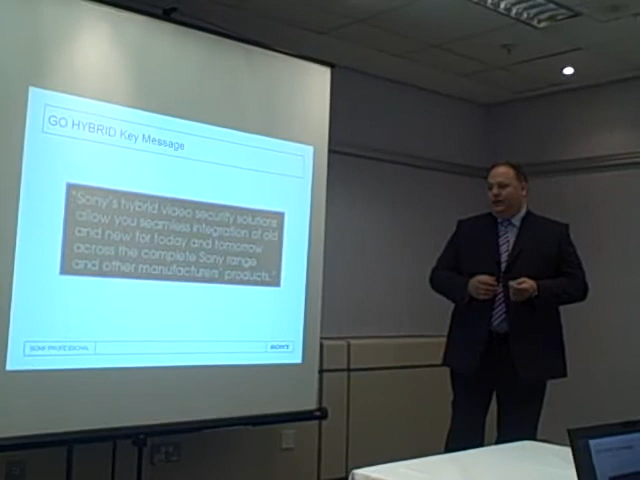 GO HYBRID Key Message
"Sony's hybrid video security solutions
allow you seamless integration of old
and new for today and tomorrow
across the complete Sony range
and other manufacturers' products."
SONY PROFESSIONAL
SONY